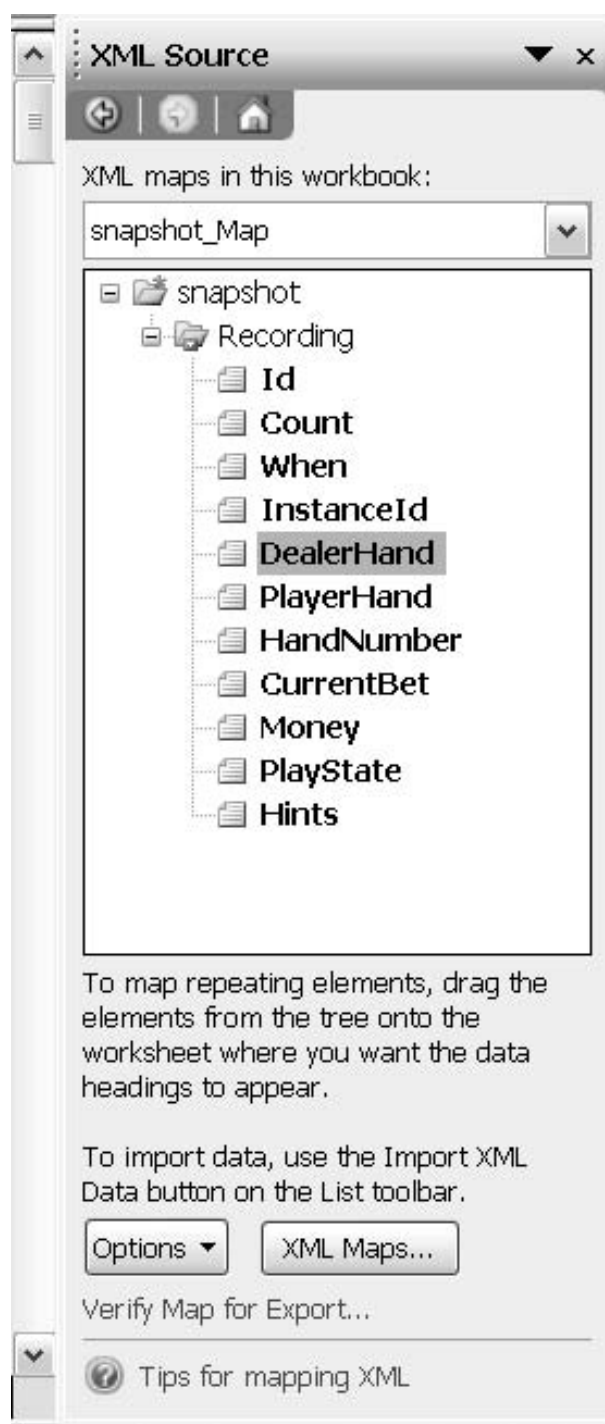 XML Source
XML maps in this workbook:
snapshot_Map
snapshot
Recording
Id
Count
When
InstanceId
DealerHand
PlayerHand
HandNumber
CurrentBet
Money
PlayState
Hints
To map repeating elements, drag the
elements from the tree onto the
worksheet where you want the data
headings to appear.
To import data, use the Import XML
Data button on the List toolbar.
Options XML Maps...
Verify Map for Export...
Tips for mapping XML